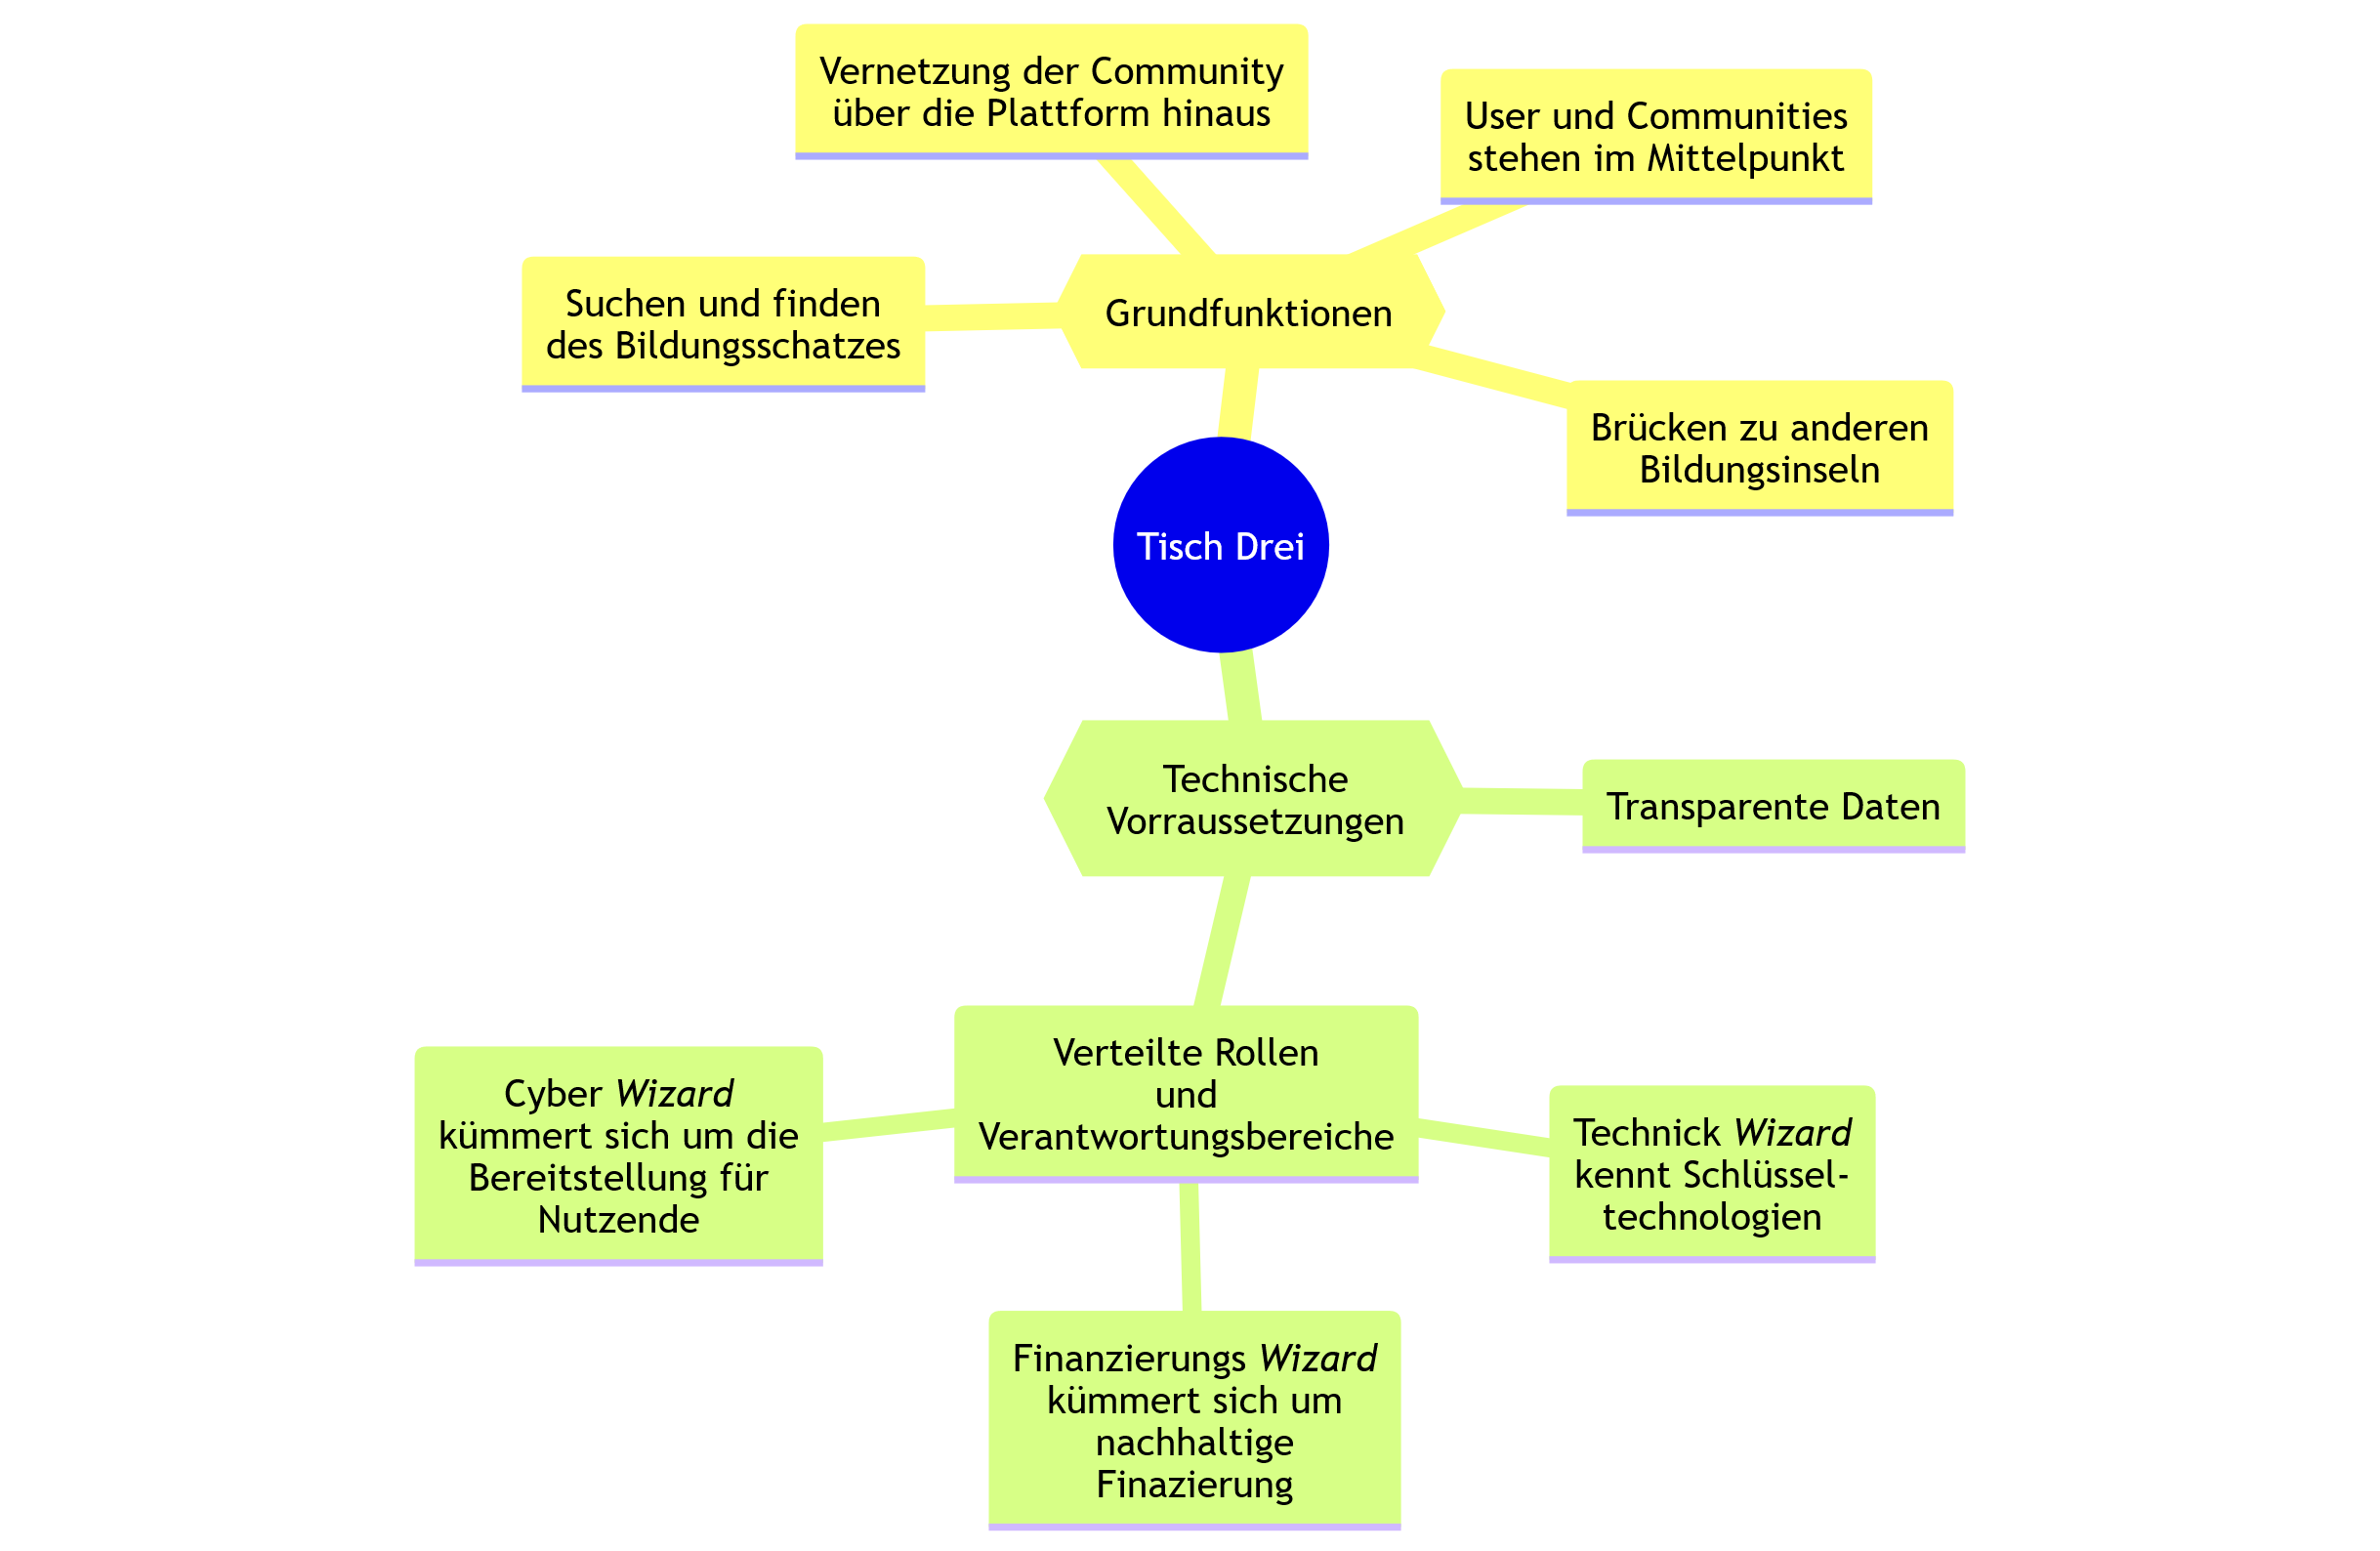 Vernetzung der Community
über die Plattform hinaus
User und Communities
stehen im Mittelpunkt
Suchen und finden
des Bildungsschatzes
Grundfunktionen
Brücken zu anderen
Bildungsinseln
Tisch Drei
Technische
Vorraussetzungen
Transparente Daten
Verteilte Rollen
und
Verantwortungsbereiche
Cyber Wizard
kümmert sich um die
Bereitstellung für
Nutzende
Technick Wizard
kennt Schlüssel-
technologien
Finanzierungs Wizard
kümmert sich um
nachhaltige
Finazierung